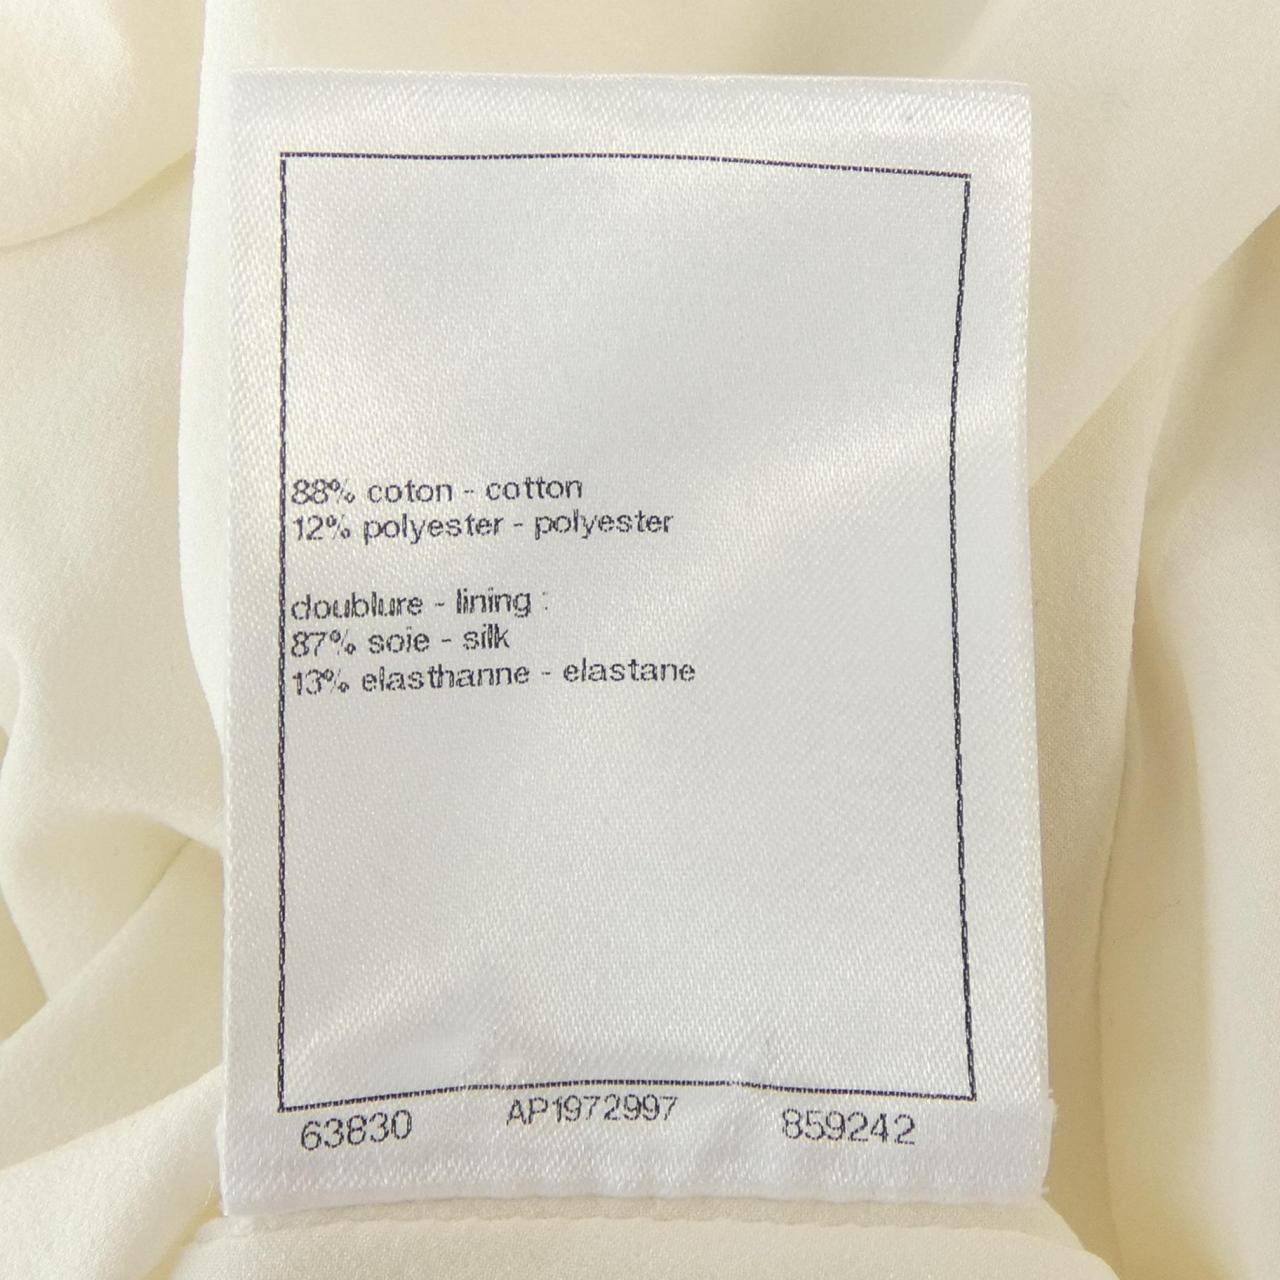 88% coton - cotton
12% polyester - polyester
doublure - lining :
87% soie - silk
13% elasthanne - elastane
63830 AP1972997 859242